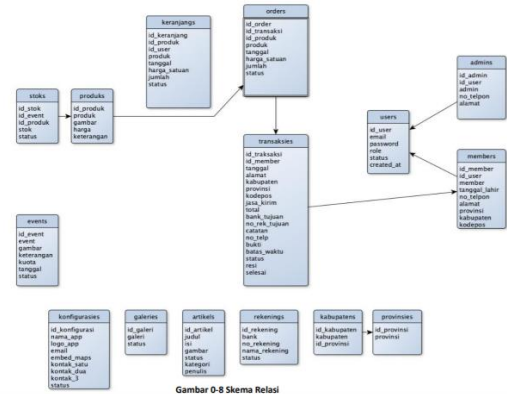 keranjangs
id_keranjang
id_produk
id_user
produk
tanggal
harga_satuan
jumlah
status
orders
id_order
id_transaksi
id_produk
produk
tanggal
harga_satuan
jumlah
status
admins
id_admin
id_user
admin
no_telpon
alamat
stoks
id_stok
id_event
id_produk
stok
status
produks
id_produk
produk
gambar
harga
keterangan
users
id_user
email
password
role
status
created_at
transaksies
id_traksaksi
id_member
tanggal
alamat
kabupaten
provinsi
kodepos
jasa_kirim
total
bank_tujuan
no_rek_tujuan
catatan
no_telp
bukti
batas_waktu
status
resi
selesai
members
id_member
id_user
member
tanggal_lahir
no_telpon
alamat
provinsi
kabupaten
kodepos
events
id_event
event
gambar
keterangan
kuota
tanggal
status
konfigurasies
id_konfigurasi
nama_app
logo_app
email
embed_maps
kontak_satu
kontak_dua
kontak_3
status
galeries
id_galeri
galeri
status
artikels
id_artikel
judul
isi
gambar
status
kategori
penulis
rekenings
id_rekening
bank
no_rekening
nama_rekening
status
kabupatens
id_kabupaten
kabupaten
id_provinsi
provinsies
id_provinsi
provinsi
Gambar 0-8 Skema Relasi